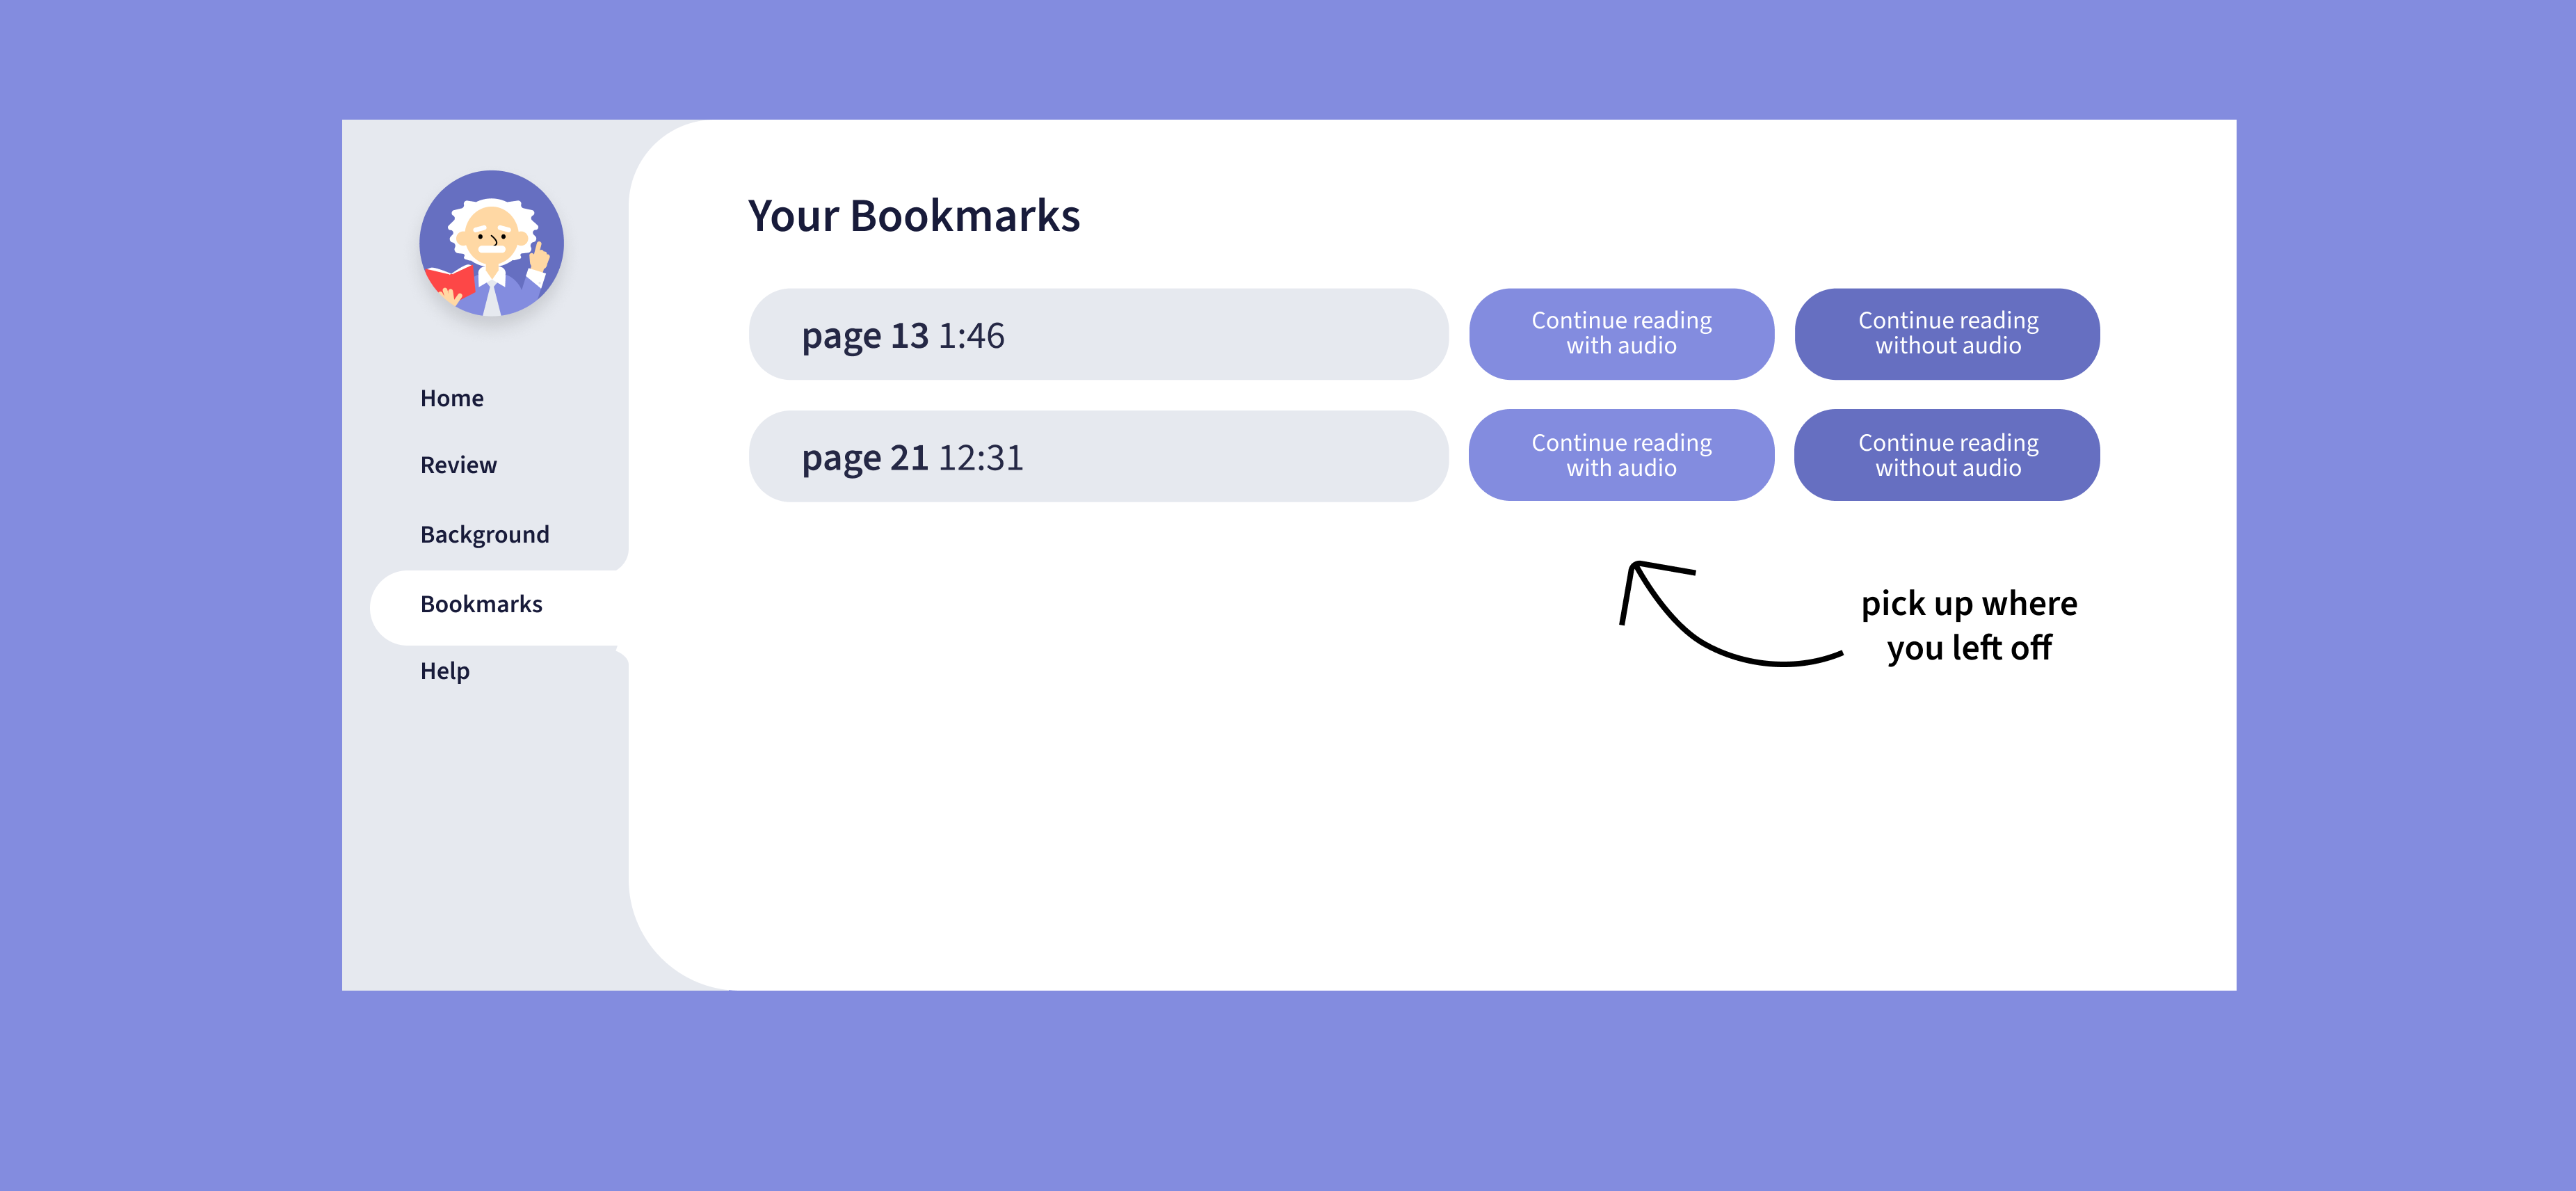 Home
Review
Background
Bookmarks
Help
Your Bookmarks
page 13 1:46
Continue reading
with audio
Continue reading
without audio
page 21 12:31
Continue reading
with audio
Continue reading
without audio
pick up where
you left off